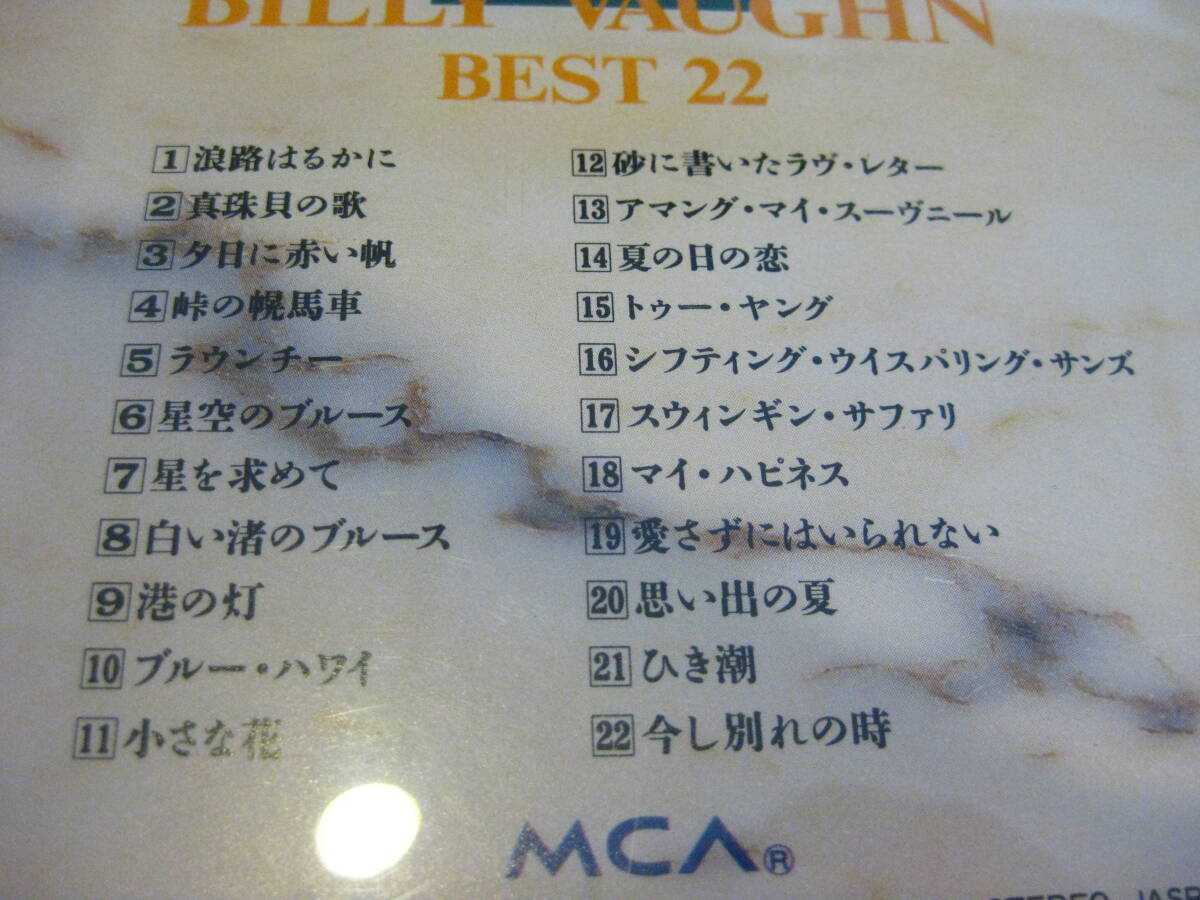 BILLY VAUGHN
BEST 22
1 浪路はるかに
2 真珠貝の歌
3 夕日に赤い帆
4 峠の幌馬車
5 ラウンチー
6 星空のブルース
7 星を求めて
8 白い渚のブルース
9 港の灯
10 ブルー・ハワイ
11 小さな花
12 砂に書いたラヴ・レター
13 アマング・マイ・スーヴニール
14 夏の日の恋
15 トゥー・ヤング
16 シフティング・ウイスパリング・サンズ
17 スウィンギン・サファリ
18 マイ・ハピネス
19 愛さずにはいられない
20 思い出の夏
21 ひき潮
22 今し別れの時
MCA®
STEREO